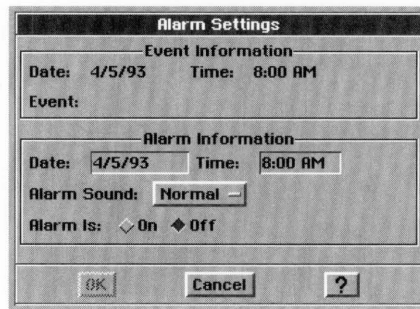 Alarm Settings
Event Information
Date: 4/5/93 Time: 8:00 AM
Event:
Alarm Information
Date: 4/5/93 Time: 8:00 AM
Alarm Sound: Normal
Alarm Is: On Off
OK Cancel ?